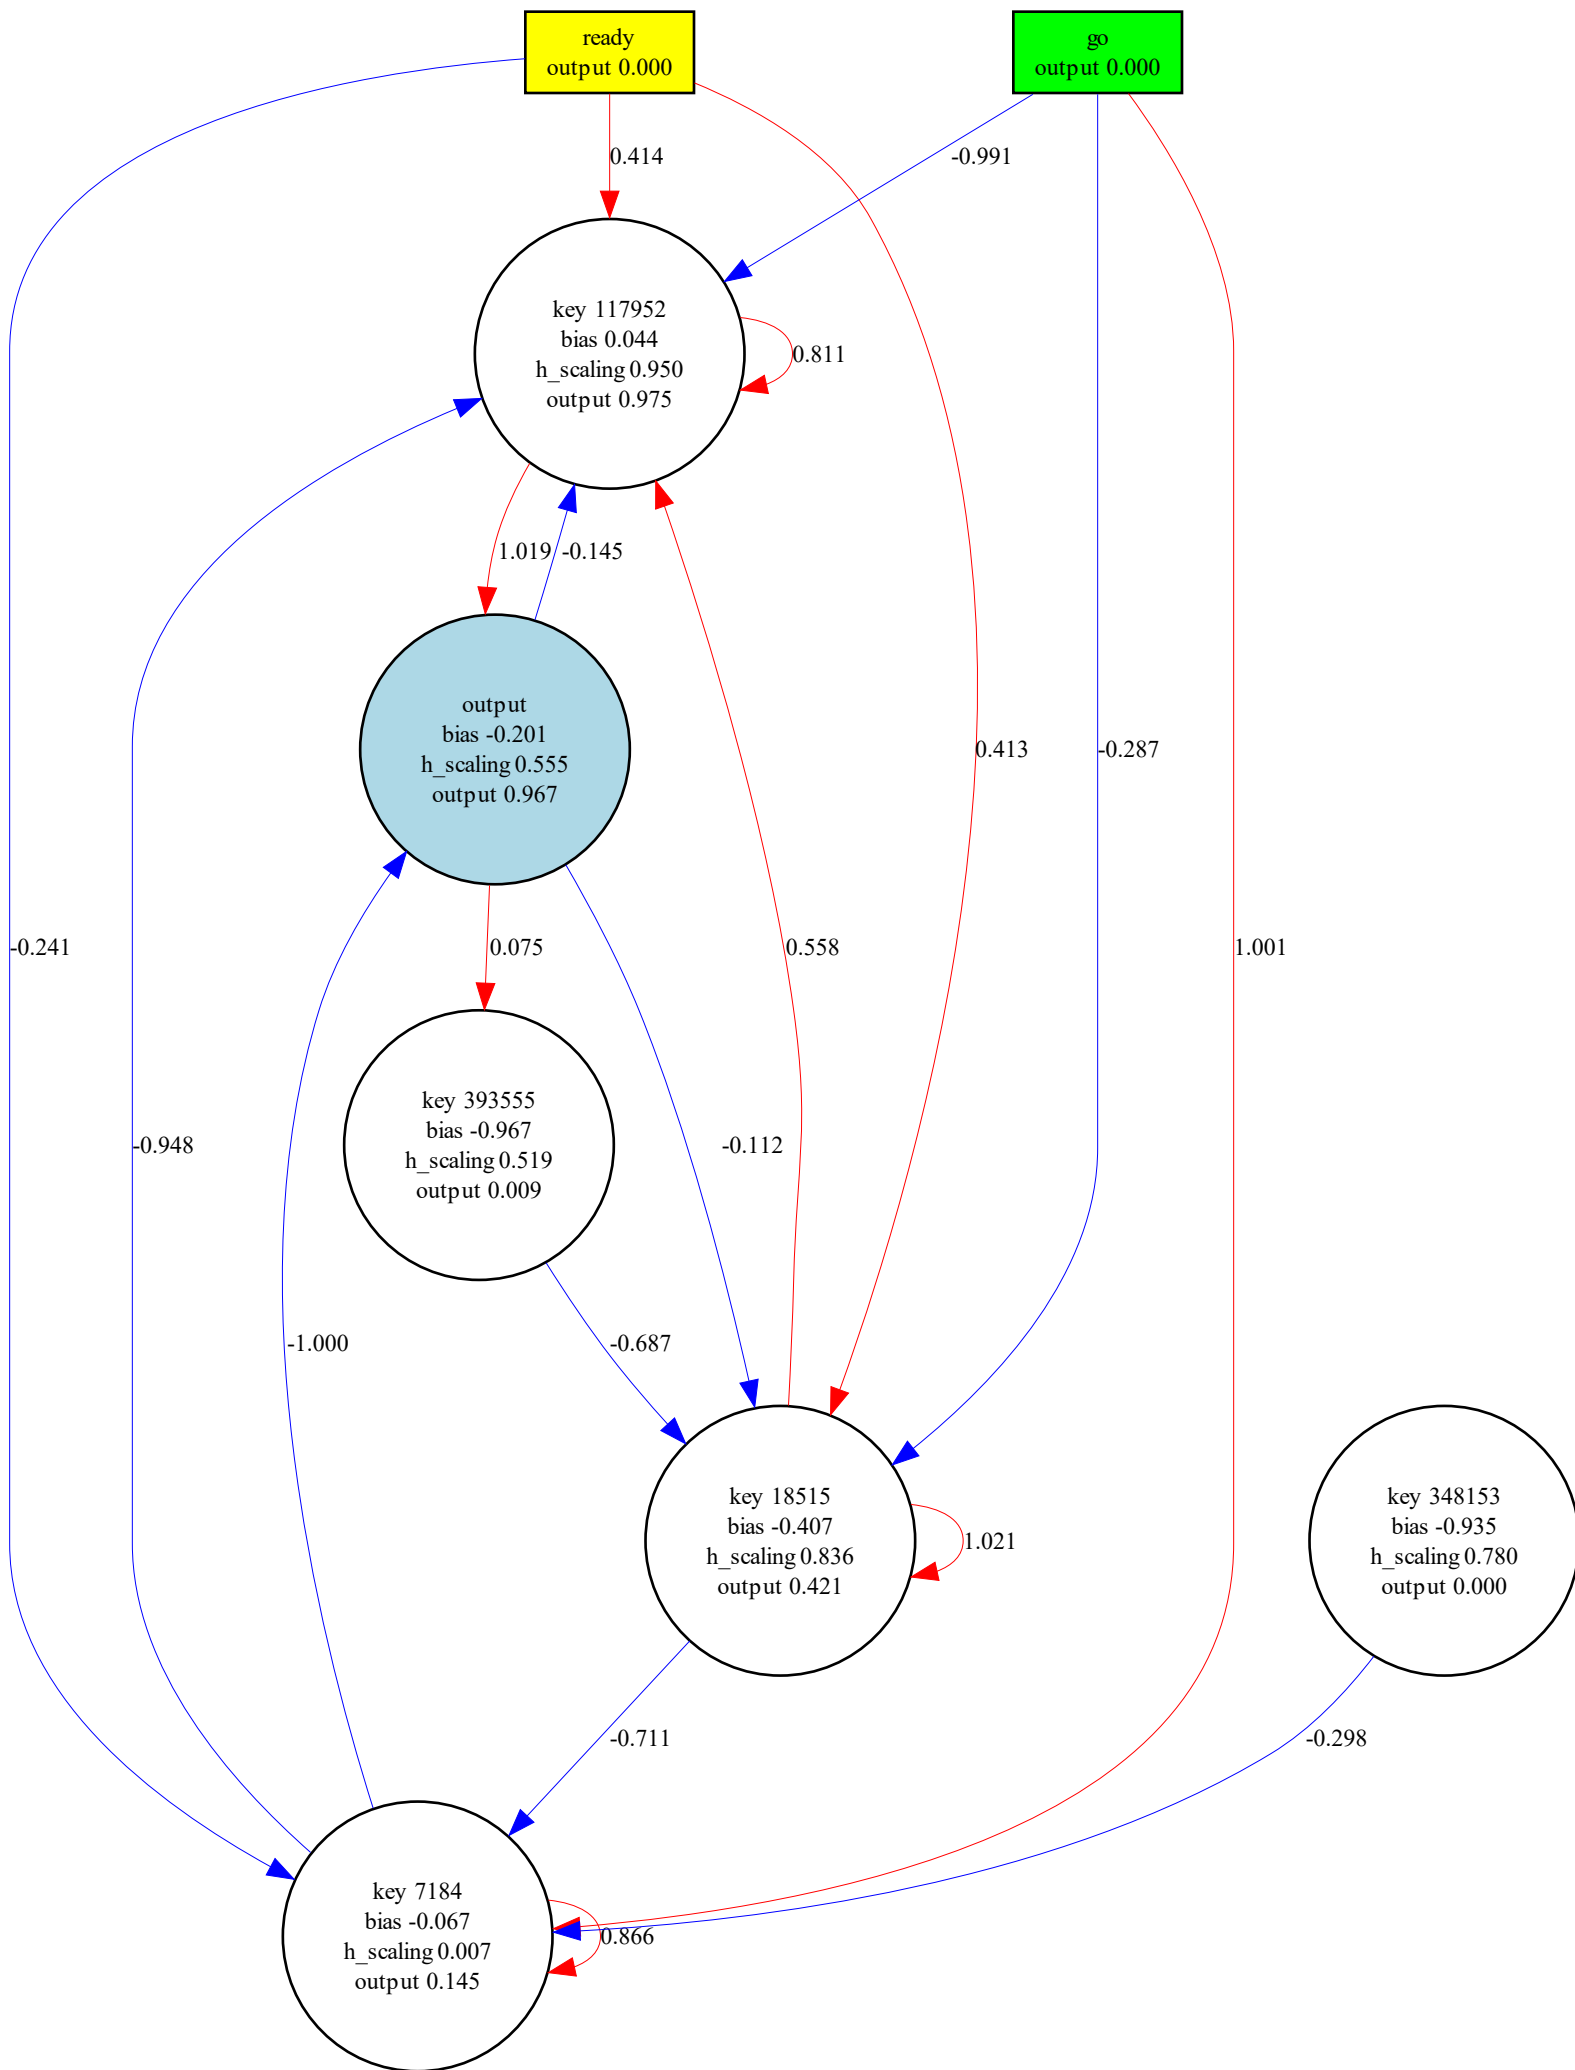 ready
output 0.000
go
output 0.000
0.414
-0.991
key 117952
bias 0.044
h_scaling 0.950
output 0.975
0.811
1.019
-0.145
output
bias -0.201
h_scaling 0.555
output 0.967
0.413
-0.287
-0.241
0.075
0.558
1.001
key 393555
bias -0.967
h_scaling 0.519
output 0.009
-0.948
-0.112
-1.000
-0.687
key 18515
bias -0.407
h_scaling 0.836
output 0.421
1.021
key 348153
bias -0.935
h_scaling 0.780
output 0.000
-0.711
-0.298
key 7184
bias -0.067
h_scaling 0.007
output 0.145
0.866